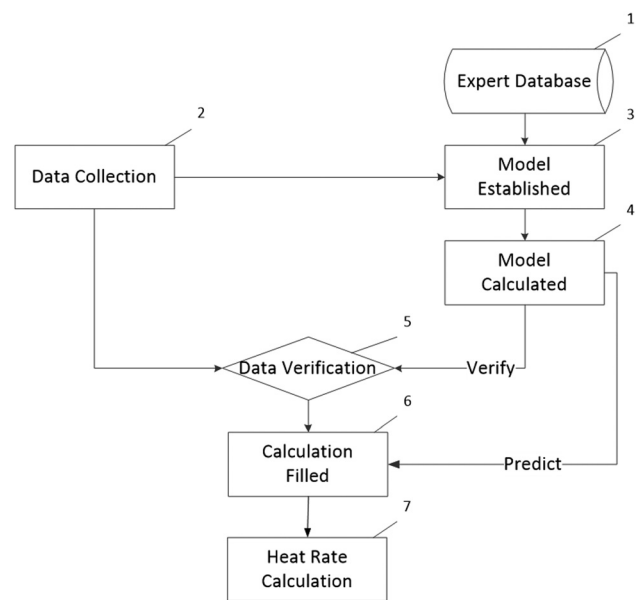 1
Expert Database
2
3
Data Collection
Model
Established
4
Model
Calculated
5
Data Verification
Verify
6
Calculation
Filled
Predict
7
Heat Rate
Calculation